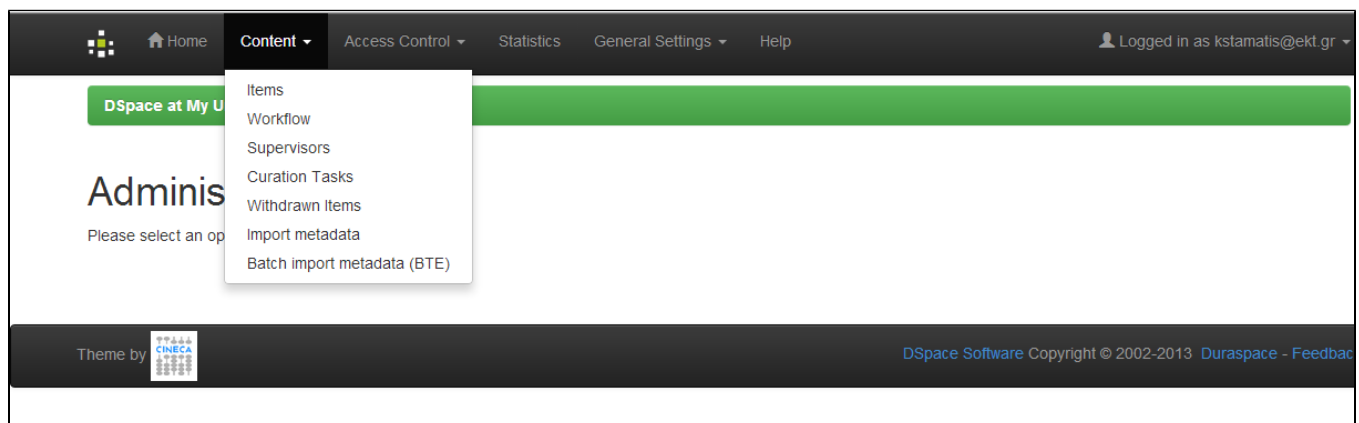 Home Content Access Control Statistics General Settings Help Logged in as kstamatis@ekt.gr
DSpace at My U
Items
Workflow
Supervisors
Curation Tasks
Withdrawn Items
Import metadata
Batch import metadata (BTE)
Adminis
Please select an op
Theme by CINECA DSpace Software Copyright © 2002-2013 Duraspace - Feedbac